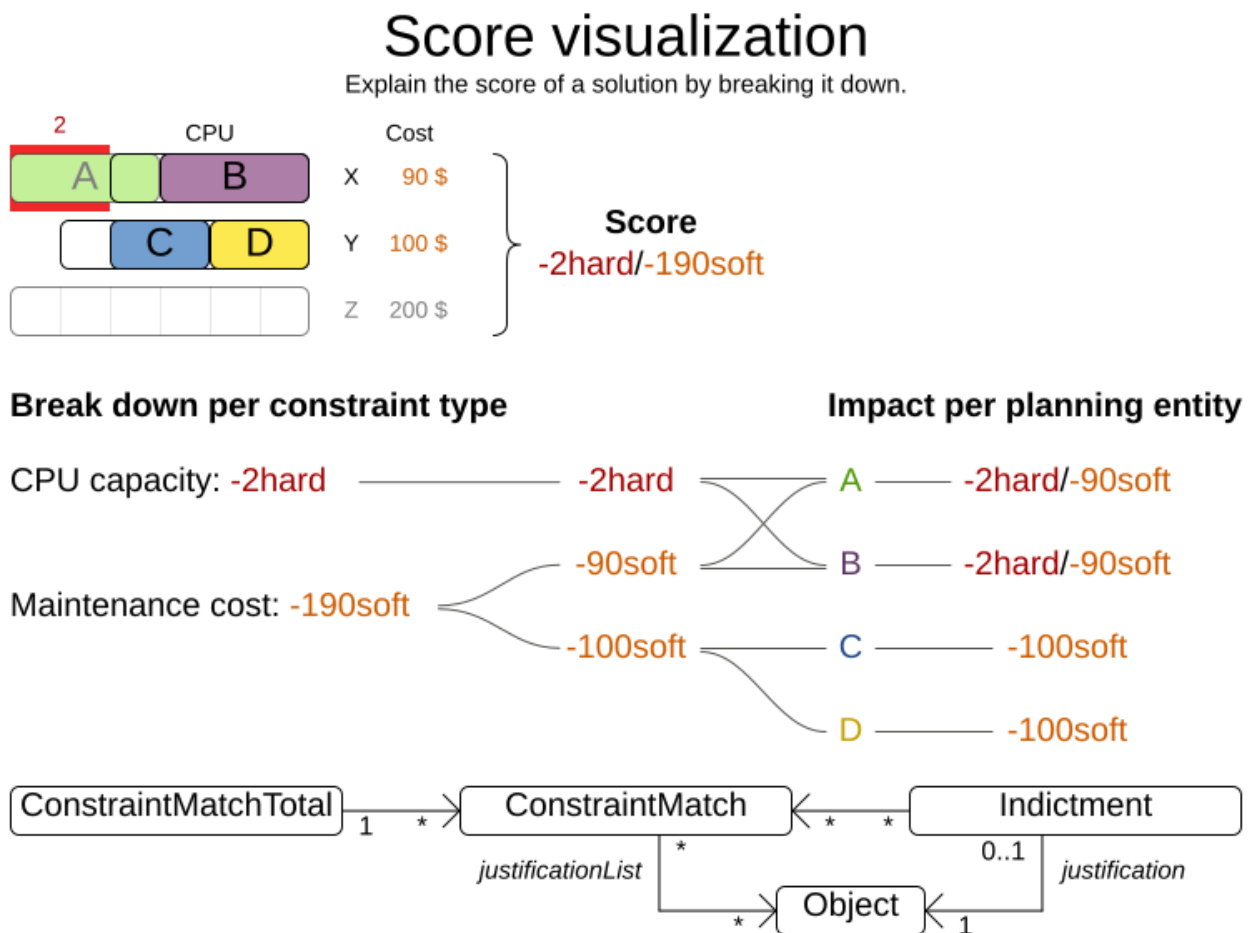 Score visualization
Explain the score of a solution by breaking it down.
2 CPU Cost
A B X 90 $
C D Y 100 $
Z 200 $
Score
-2hard/-190soft
Break down per constraint type Impact per planning entity
CPU capacity: -2hard -2hard A -2hard/-90soft
-90soft B -2hard/-90soft
Maintenance cost: -190soft
-100soft C -100soft
D -100soft
ConstraintMatchTotal ConstraintMatch Indictment
1 * * *
justificationList * 0..1 justification
Object
* 1